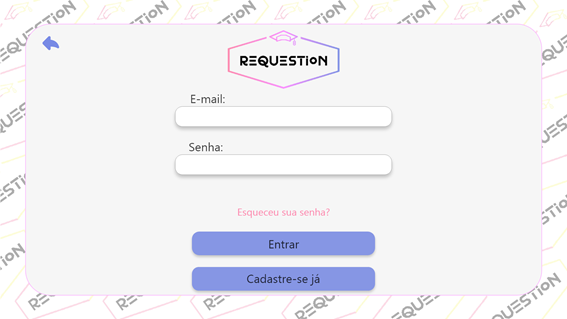 REQUESTION
E-mail:
Senha:
Esqueceu sua senha?
Entrar
Cadastre-se já